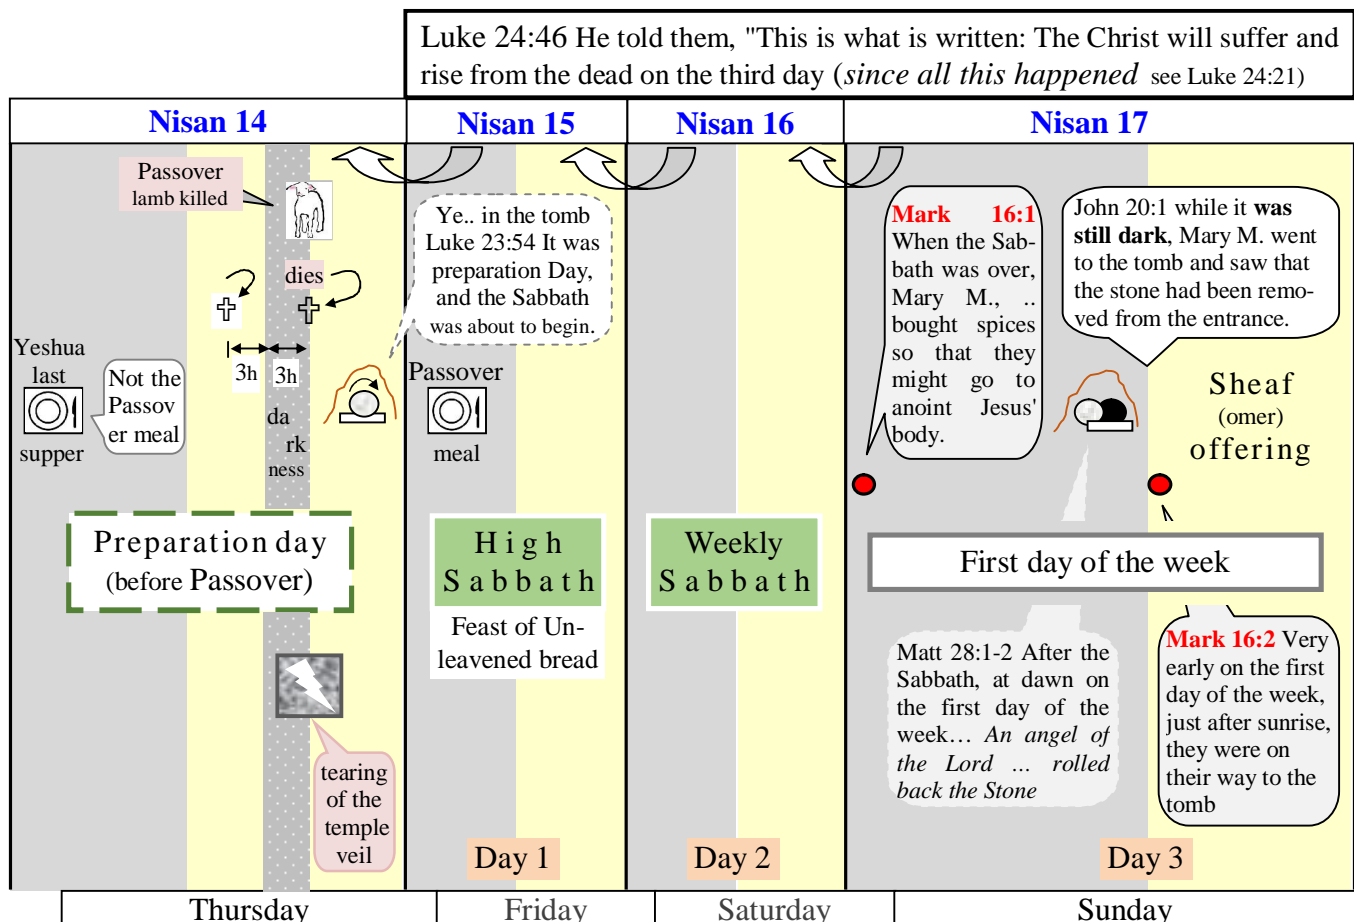 Luke 24:46 He told them, "This is what is written: The Christ will suffer and
rise from the dead on the third day (since all this happened see Luke 24:21)
Nisan 14
Nisan 15
Nisan 16
Nisan 17
Passover
lamb killed
dies
3h
3h
da
rk
ness
Yeshua
last
supper
Not the
Passov
er meal
Ye.. in the tomb
Luke 23:54 It was
preparation Day,
and the Sabbath
was about to begin.
Passover
meal
Mark 16:1
When the Sab-
bath was over,
Mary M., ..
bought spices
so that they
might go to
anoint Jesus'
body.
John 20:1 while it was
still dark, Mary M. went
to the tomb and saw that
the stone had been remo-
ved from the entrance.
Sheaf
(omer)
offering
Preparation day
(before Passover)
High
Sabbath
Feast of Un-
leavened bread
Weekly
Sabbath
First day of the week
tearing
of the
temple
veil
Matt 28:1-2 After the
Sabbath, at dawn on
the first day of the
week… An angel of
the Lord ... rolled
back the Stone
Mark 16:2 Very
early on the first
day of the week,
just after sunrise,
they were on
their way to the
tomb
Day 1
Day 2
Day 3
Thursday
Friday
Saturday
Sunday